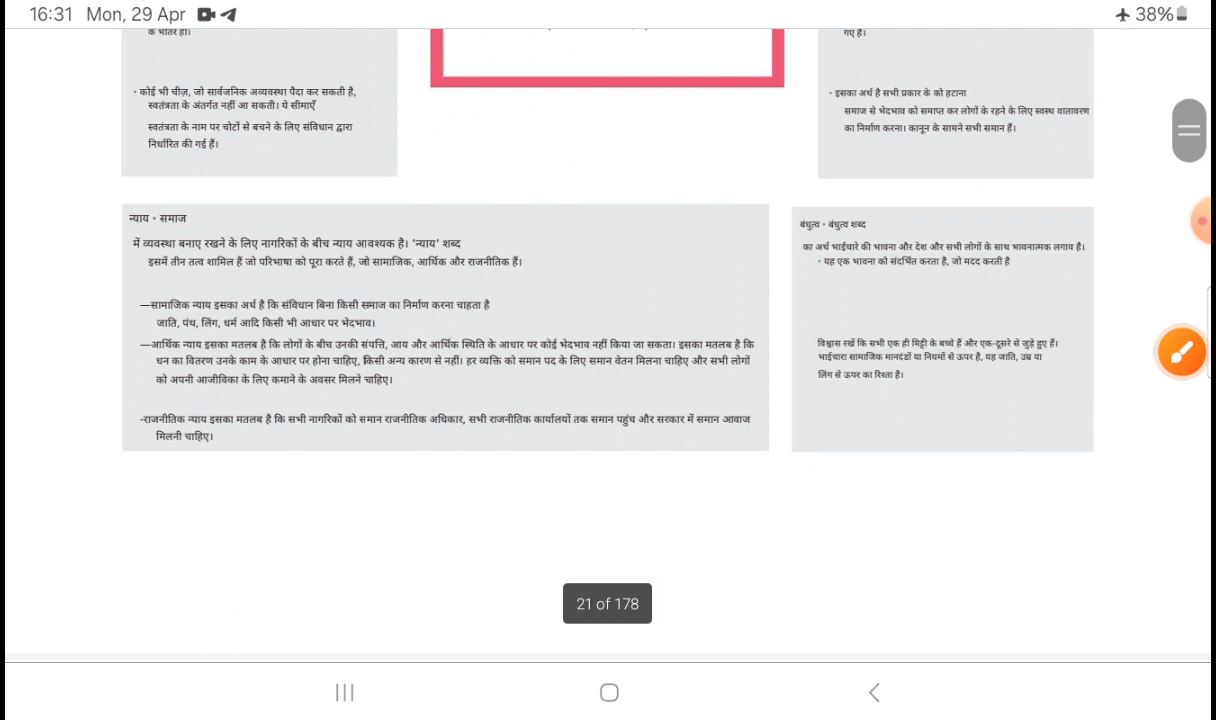 16:31 Mon, 29 Apr
38%
के भीतर हो।
• कोई भी चीज़, जो सार्वजनिक अव्यवस्था पैदा कर सकती है,
स्वतंत्रता के अंतर्गत नहीं आ सकती। ये सीमाएँ
स्वतंत्रता के नाम पर चोटों से बचने के लिए संविधान द्वारा
निर्धारित की गई हैं।
गए हैं।
• इसका अर्थ है सभी प्रकार के को हटाना
समाज से भेदभाव को समाप्त कर लोगों के रहने के लिए स्वस्थ वातावरण
का निर्माण करना। कानून के सामने सभी समान हैं।
न्याय • समाज
में व्यवस्था बनाए रखने के लिए नागरिकों के बीच न्याय आवश्यक है। 'न्याय' शब्द
इसमें तीन तत्व शामिल हैं जो परिभाषा को पूरा करते हैं, जो सामाजिक, आर्थिक और राजनीतिक हैं।
—सामाजिक न्याय इसका अर्थ है कि संविधान बिना किसी समाज का निर्माण करना चाहता है
जाति, पंथ, लिंग, धर्म आदि किसी भी आधार पर भेदभाव।
—आर्थिक न्याय इसका मतलब है कि लोगों के बीच उनकी संपत्ति, आय और आर्थिक स्थिति के आधार पर कोई भेदभाव नहीं किया जा सकता। इसका मतलब है कि
धन का वितरण उनके काम के आधार पर होना चाहिए, किसी अन्य कारण से नहीं। हर व्यक्ति को समान पद के लिए समान वेतन मिलना चाहिए और सभी लोगों
को अपनी आजीविका के लिए कमाने के अवसर मिलने चाहिए।
-राजनीतिक न्याय इसका मतलब है कि सभी नागरिकों को समान राजनीतिक अधिकार, सभी राजनीतिक कार्यालयों तक समान पहुंच और सरकार में समान आवाज
मिलनी चाहिए।
बंधुत्व • बंधुत्व शब्द
का अर्थ भाईचारे की भावना और देश और सभी लोगों के साथ भावनात्मक लगाव है।
• यह एक भावना को संदर्भित करता है, जो मदद करती है
विश्वास रखें कि सभी एक ही मिट्टी के बच्चे हैं और एक-दूसरे से जुड़े हुए हैं।
भाईचारा सामाजिक मानदंडों या नियमों से ऊपर है, यह जाति, उम्र या
लिंग से ऊपर का रिश्ता है।
21 of 178